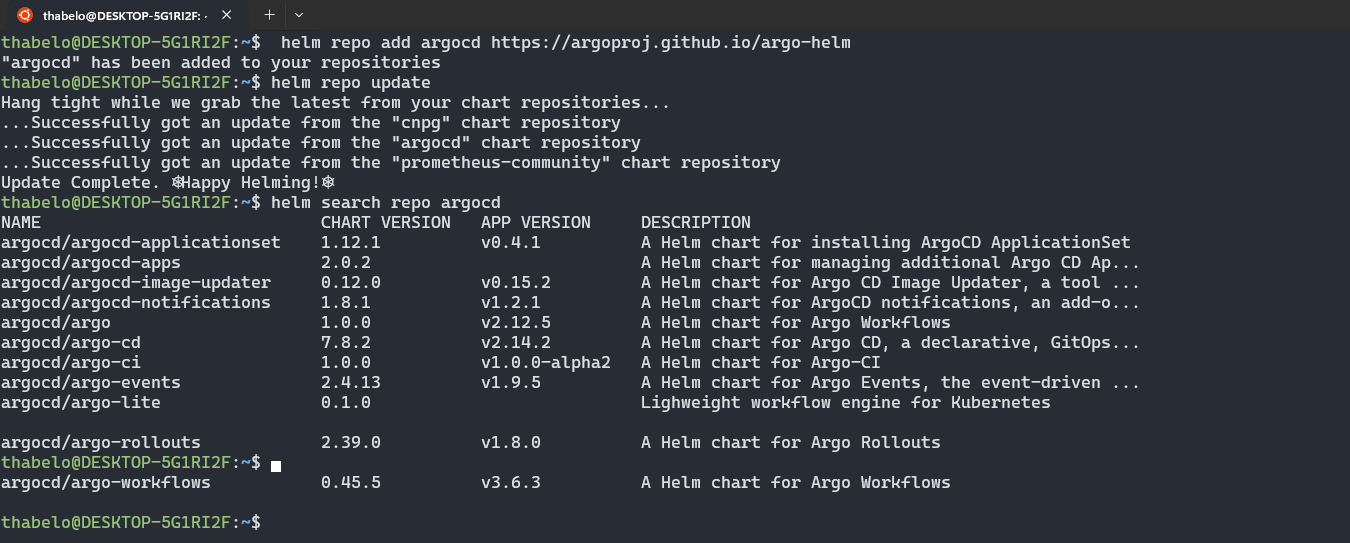 thabelo@DESKTOP-5G1RI2F: ~
thabelo@DESKTOP-5G1RI2F:~$  helm repo add argocd https://argoproj.github.io/argo-helm
"argocd" has been added to your repositories
thabelo@DESKTOP-5G1RI2F:~$ helm repo update
Hang tight while we grab the latest from your chart repositories...
...Successfully got an update from the "cnpg" chart repository
...Successfully got an update from the "argocd" chart repository
...Successfully got an update from the "prometheus-community" chart repository
Update Complete. ⎈Happy Helming!⎈
thabelo@DESKTOP-5G1RI2F:~$ helm search repo argocd
NAME                            CHART VERSION   APP VERSION     DESCRIPTION
argocd/argocd-applicationset    1.12.1          v0.4.1          A Helm chart for installing ArgoCD ApplicationSet
argocd/argocd-apps              2.0.2                           A Helm chart for managing additional Argo CD Ap...
argocd/argocd-image-updater     0.12.0          v0.15.2         A Helm chart for Argo CD Image Updater, a tool ...
argocd/argocd-notifications     1.8.1           v1.2.1          A Helm chart for ArgoCD notifications, an add-o...
argocd/argo                     1.0.0           v2.12.5         A Helm chart for Argo Workflows
argocd/argo-cd                  7.8.2           v2.14.2         A Helm chart for Argo CD, a declarative, GitOps...
argocd/argo-ci                  1.0.0           v1.0.0-alpha2   A Helm chart for Argo-CI
argocd/argo-events              2.4.13          v1.9.5          A Helm chart for Argo Events, the event-driven ...
argocd/argo-lite                0.1.0                           Lighweight workflow engine for Kubernetes
argocd/argo-rollouts            2.39.0          v1.8.0          A Helm chart for Argo Rollouts
thabelo@DESKTOP-5G1RI2F:~$
argocd/argo-workflows           0.45.5          v3.6.3          A Helm chart for Argo Workflows
thabelo@DESKTOP-5G1RI2F:~$